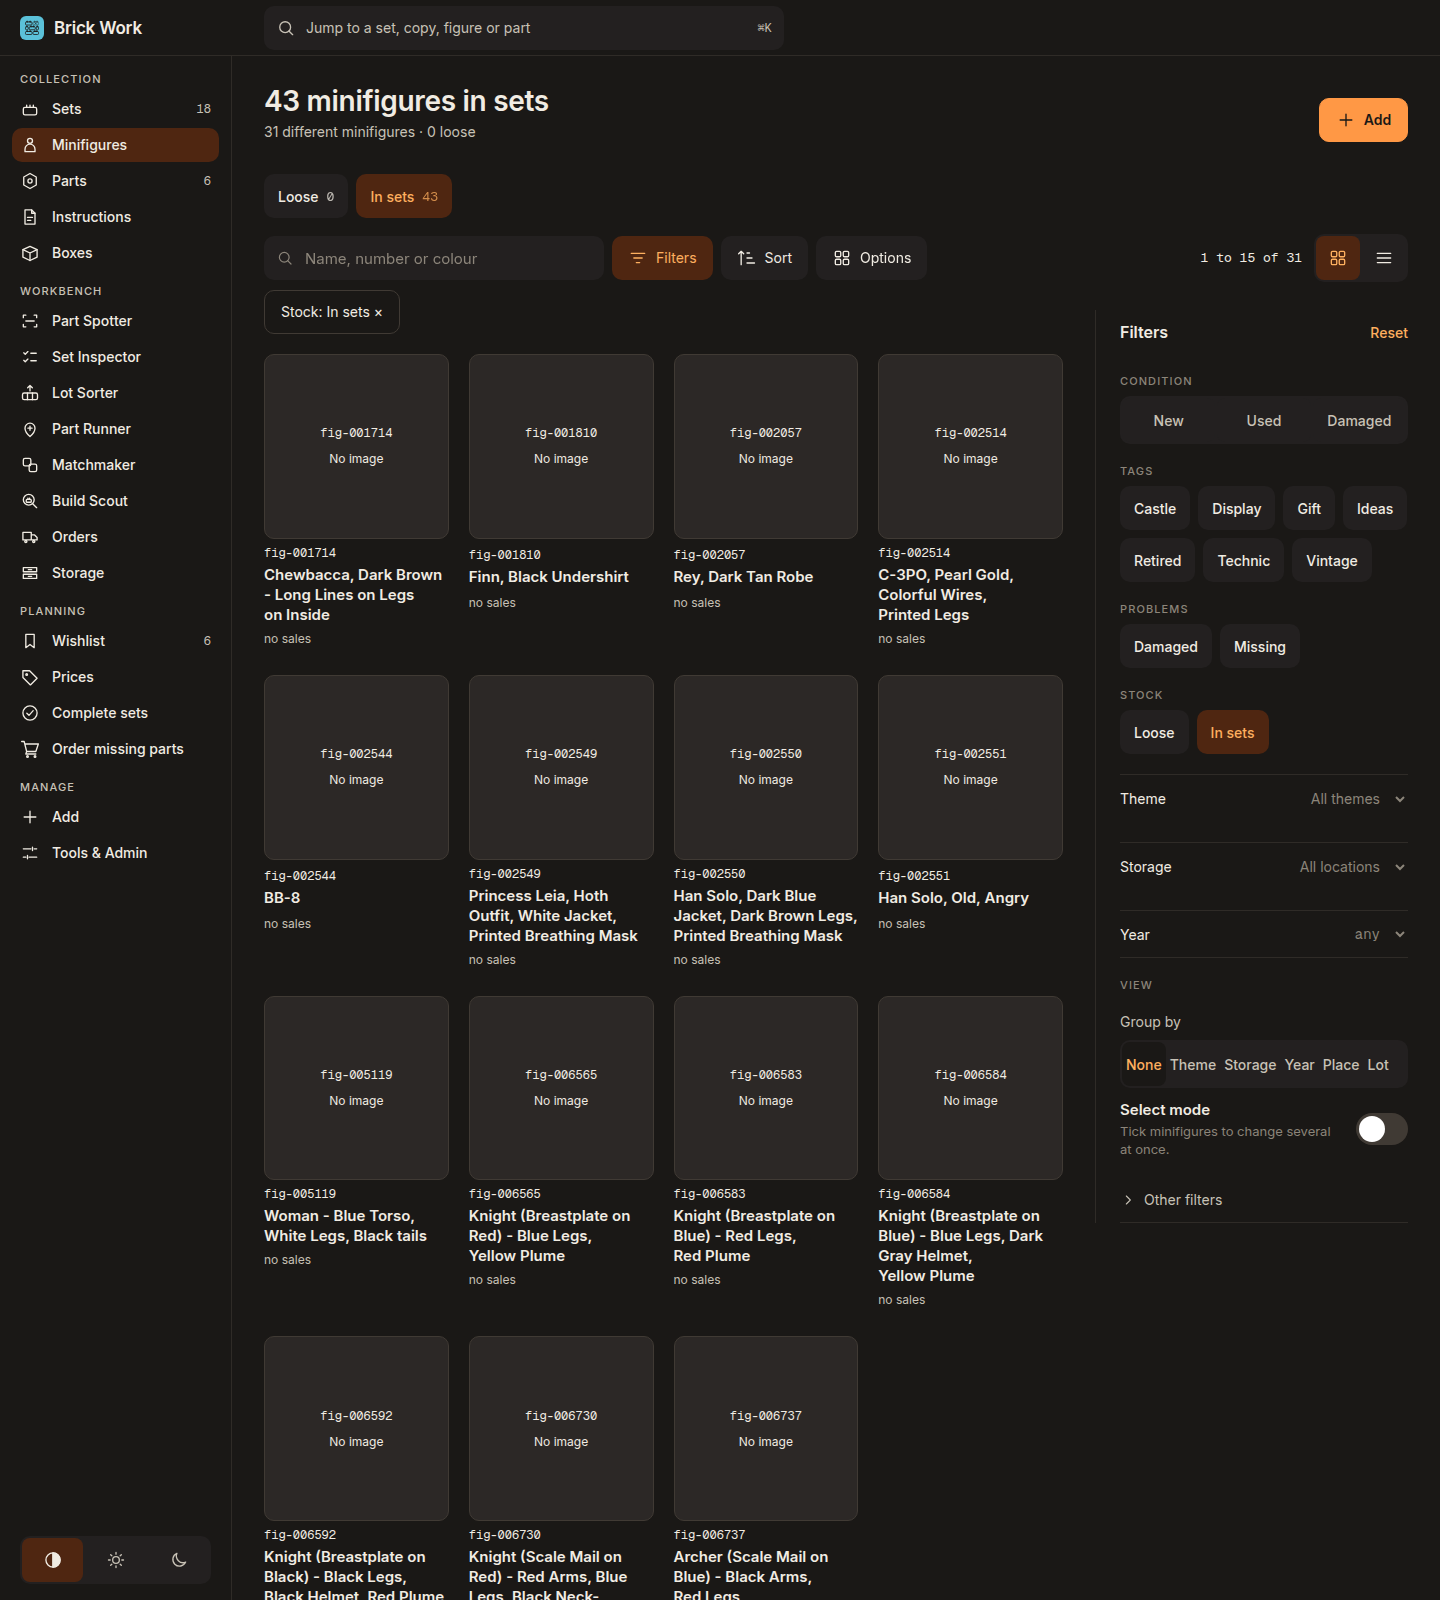 Brick Work
Jump to a set, copy, figure or part
⌘K
COLLECTION
Sets 18
Minifigures
Parts 6
Instructions
Boxes
WORKBENCH
Part Spotter
Set Inspector
Lot Sorter
Part Runner
Matchmaker
Build Scout
Orders
Storage
PLANNING
Wishlist 6
Prices
Complete sets
Order missing parts
MANAGE
Add
Tools & Admin
43 minifigures in sets
31 different minifigures · 0 loose
Add
Loose 0
In sets 43
Name, number or colour
Filters
Sort
Options
1 to 15 of 31
Stock: In sets ×
fig-001714
No image
fig-001714
Chewbacca, Dark Brown
- Long Lines on Legs
on Inside
no sales
fig-001810
No image
fig-001810
Finn, Black Undershirt
no sales
fig-002057
No image
fig-002057
Rey, Dark Tan Robe
no sales
fig-002514
No image
fig-002514
C-3PO, Pearl Gold,
Colorful Wires,
Printed Legs
no sales
fig-002544
No image
fig-002544
BB-8
no sales
fig-002549
No image
fig-002549
Princess Leia, Hoth
Outfit, White Jacket,
Printed Breathing Mask
no sales
fig-002550
No image
fig-002550
Han Solo, Dark Blue
Jacket, Dark Brown Legs,
Printed Breathing Mask
no sales
fig-002551
No image
fig-002551
Han Solo, Old, Angry
no sales
fig-005119
No image
fig-005119
Woman - Blue Torso,
White Legs, Black tails
no sales
fig-006565
No image
fig-006565
Knight (Breastplate on
Red) - Blue Legs,
Yellow Plume
no sales
fig-006583
No image
fig-006583
Knight (Breastplate on
Blue) - Red Legs,
Red Plume
no sales
fig-006584
No image
fig-006584
Knight (Breastplate on
Blue) - Blue Legs, Dark
Gray Helmet,
Yellow Plume
no sales
fig-006592
No image
fig-006592
Knight (Breastplate on
Black) - Black Legs,
Black Helmet, Red Plume
fig-006730
No image
fig-006730
Knight (Scale Mail on
Red) - Red Arms, Blue
Legs, Black Neck-
fig-006737
No image
fig-006737
Archer (Scale Mail on
Blue) - Black Arms,
Red Legs
Filters
Reset
CONDITION
New Used Damaged
TAGS
Castle Display Gift Ideas
Retired Technic Vintage
PROBLEMS
Damaged Missing
STOCK
Loose In sets
Theme All themes
Storage All locations
Year any
VIEW
Group by
None Theme Storage Year Place Lot
Select mode
Tick minifigures to change several
at once.
Other filters